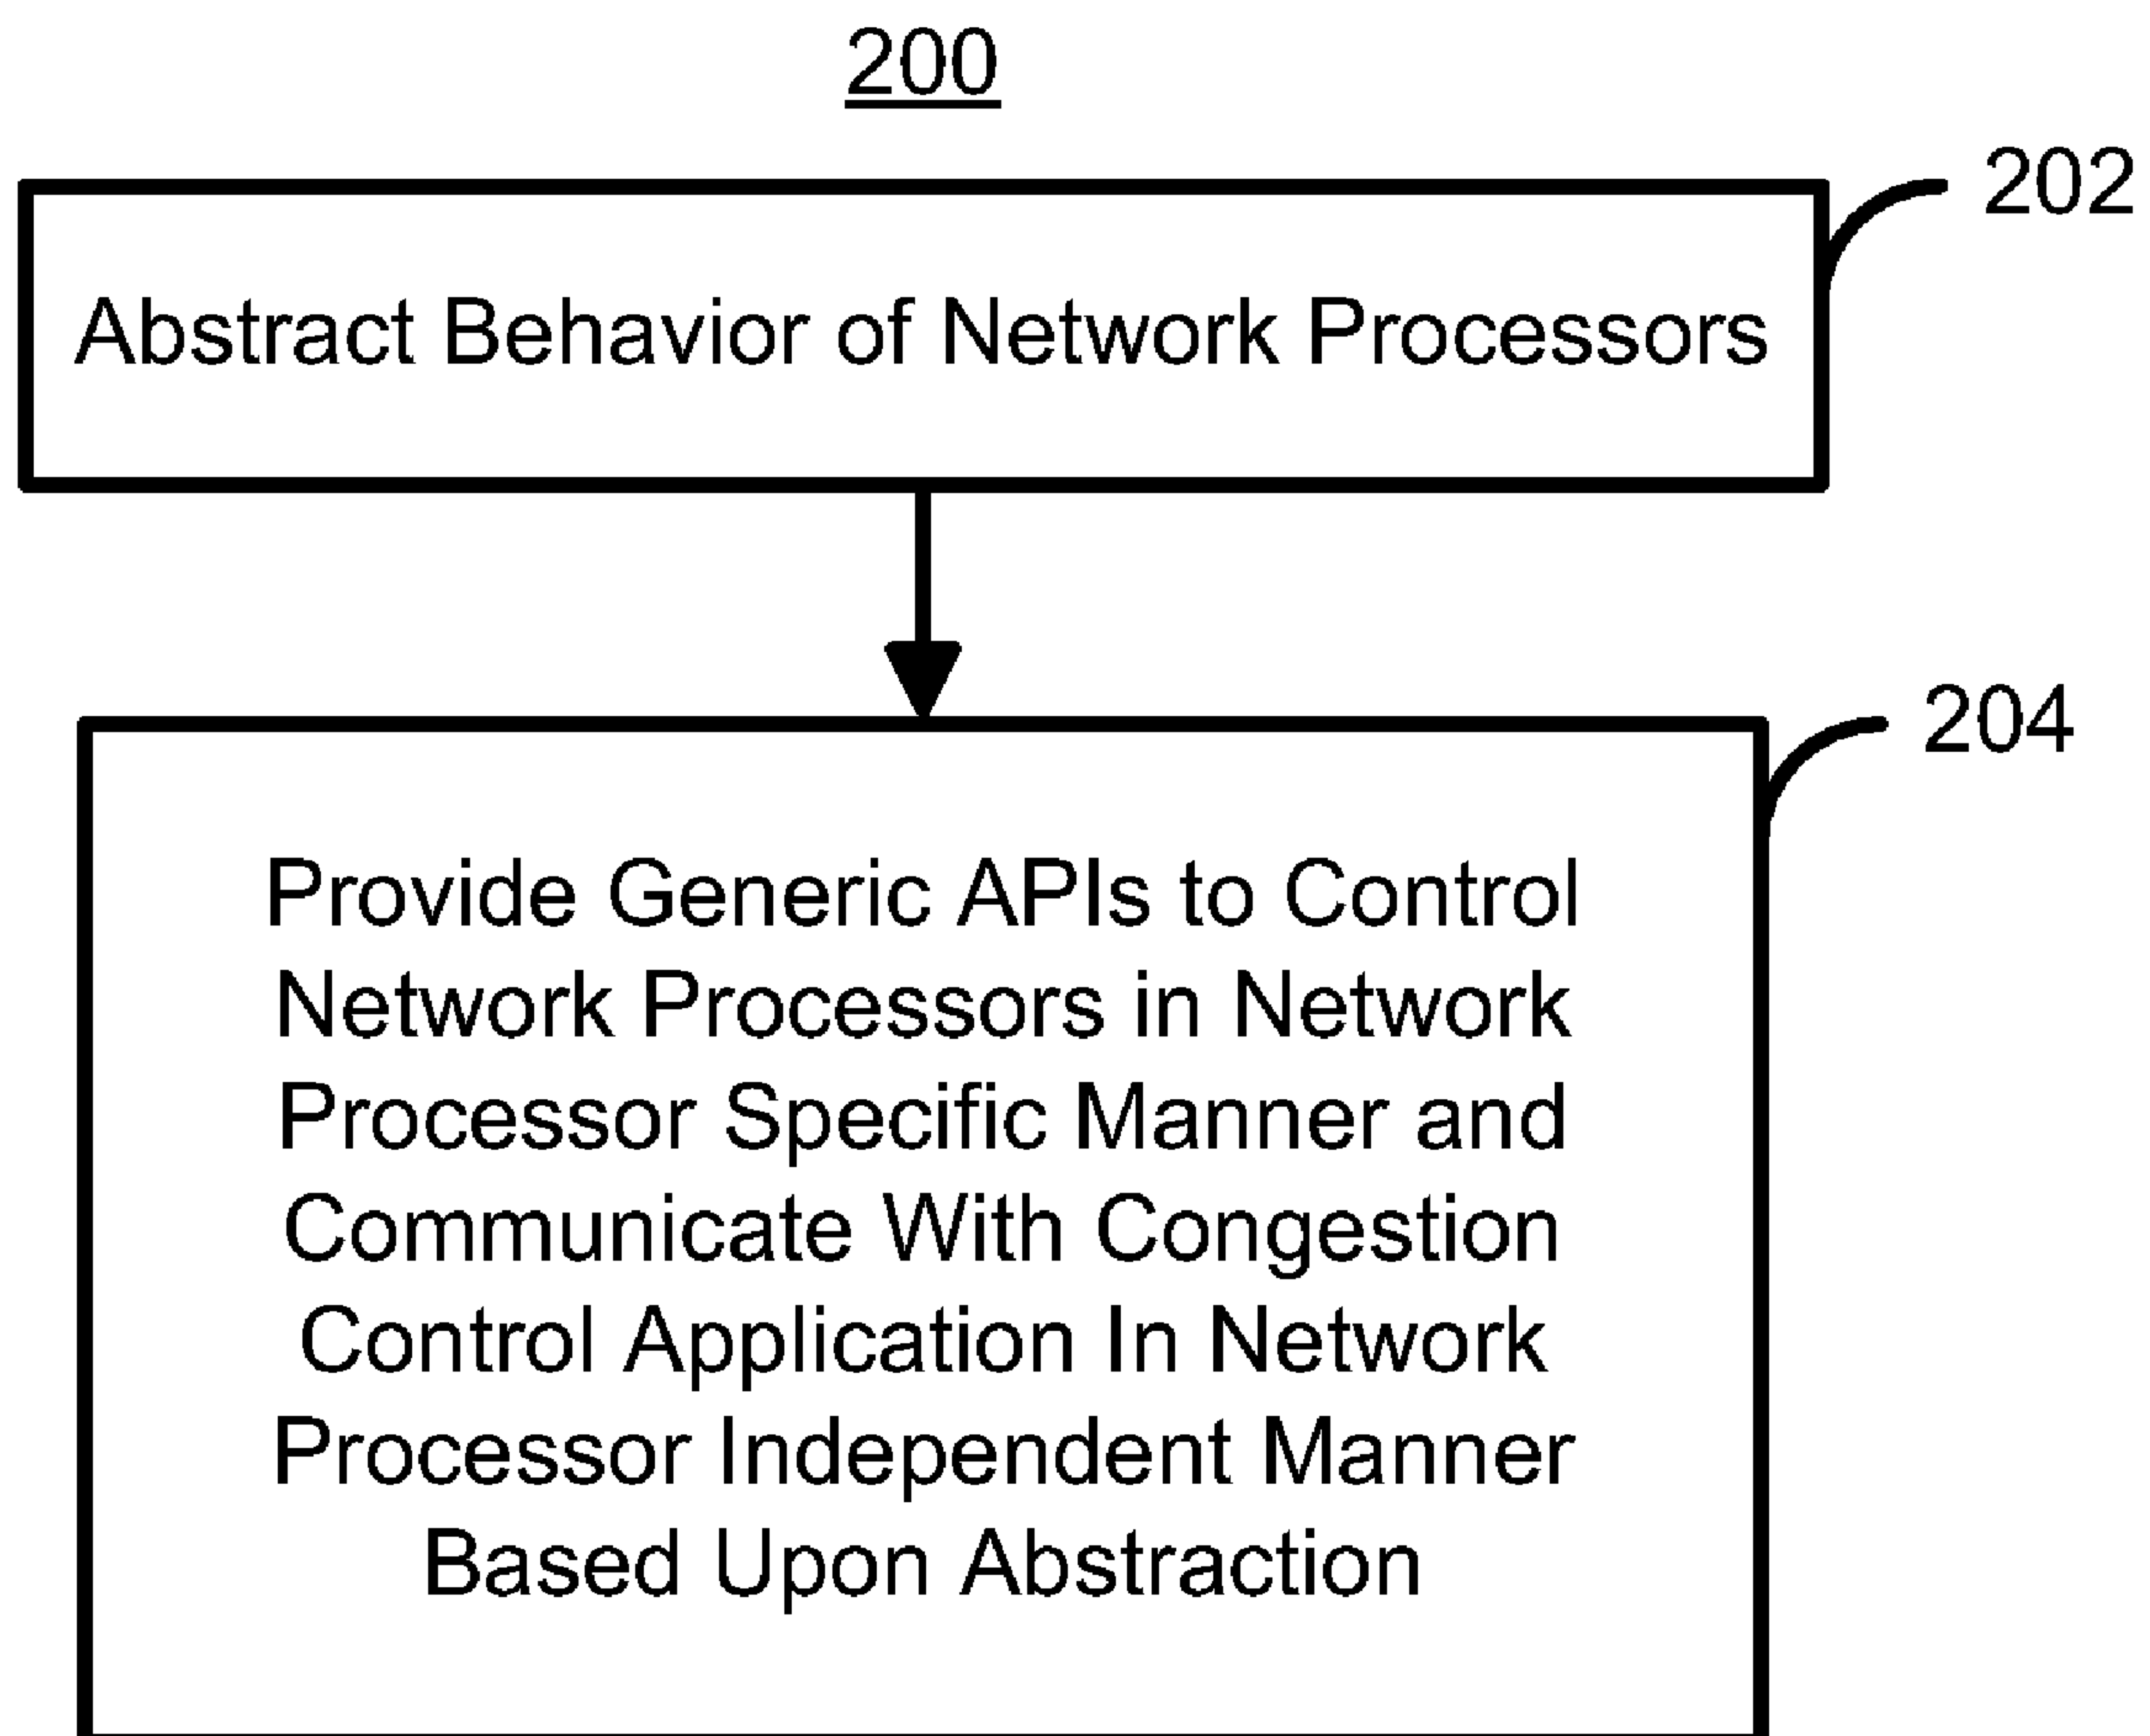 200
202
Abstract Behavior of Network Processors
204
Provide Generic APIs to Control
Network Processors in Network
Processor Specific Manner and
Communicate With Congestion
Control Application In Network
Processor Independent Manner
Based Upon Abstraction